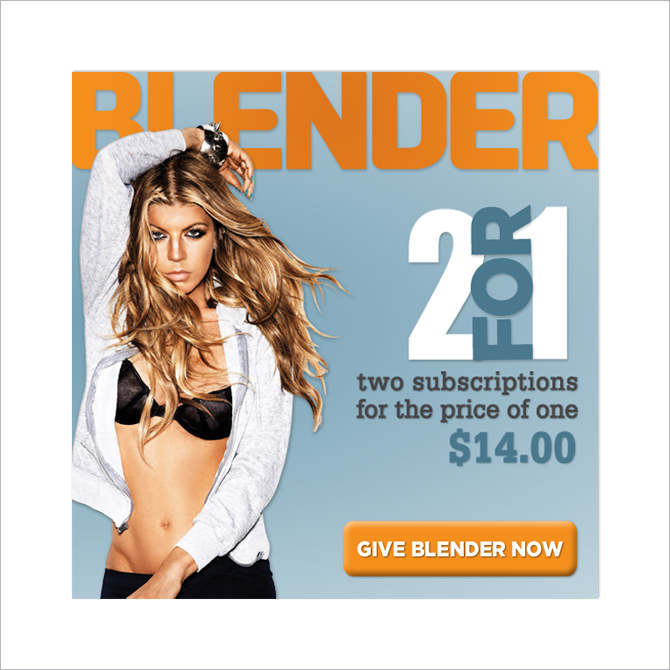 BLENDER
2 FOR 1
two subscriptions
for the price of one
$14.00
GIVE BLENDER NOW